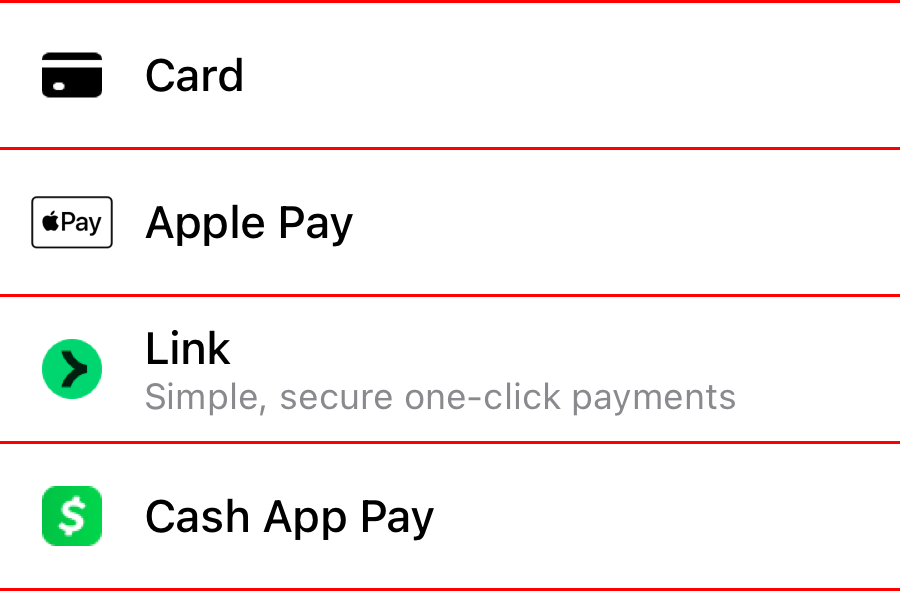 Card
Pay Apple Pay
Link
Simple, secure one-click payments
$ Cash App Pay